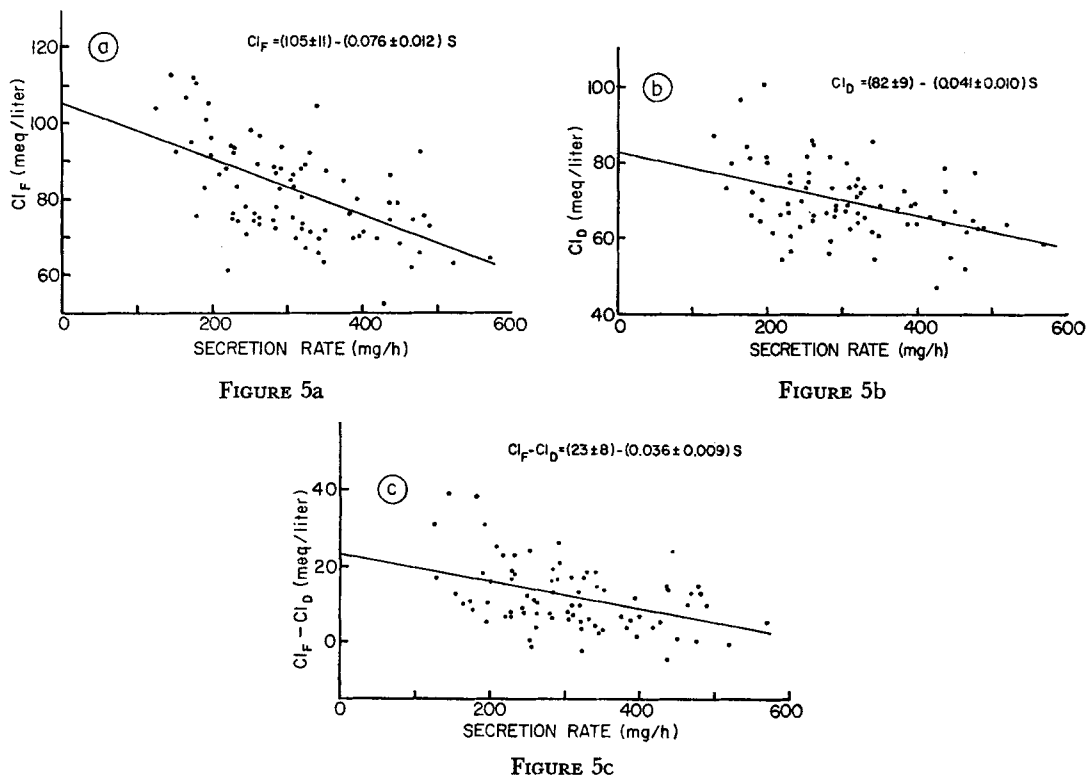 a
Cl_F = (105±11) – (0.076 ± 0.012) S
120
100
80
60
Cl_F (meq/liter)
0
200
400
600
SECRETION RATE (mg/h)
FIGURE 5a
b
Cl_D = (82±9) – (0.041±0.010) S
100
80
60
40
Cl_D (meq/liter)
0
200
400
600
SECRETION RATE (mg/h)
FIGURE 5b
c
Cl_F–Cl_D = (23±8) – (0.036 ± 0.009) S
40
20
0
Cl_F – Cl_D (meq/liter)
0
200
400
600
SECRETION RATE (mg/h)
FIGURE 5c